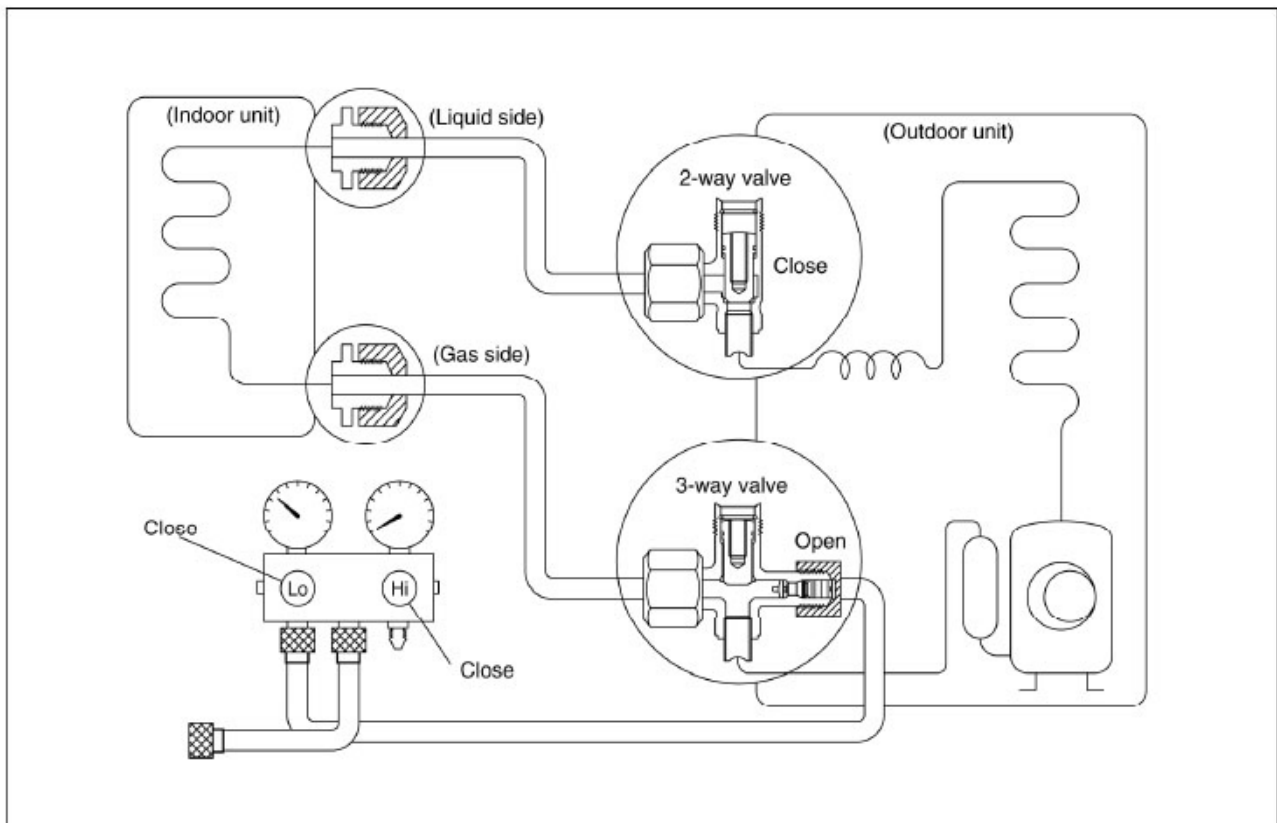 (Indoor unit)
(Liquid side)
(Outdoor unit)
2-way valve
Close
(Gas side)
3-way valve
Open
Close
Lo
Hi
Close